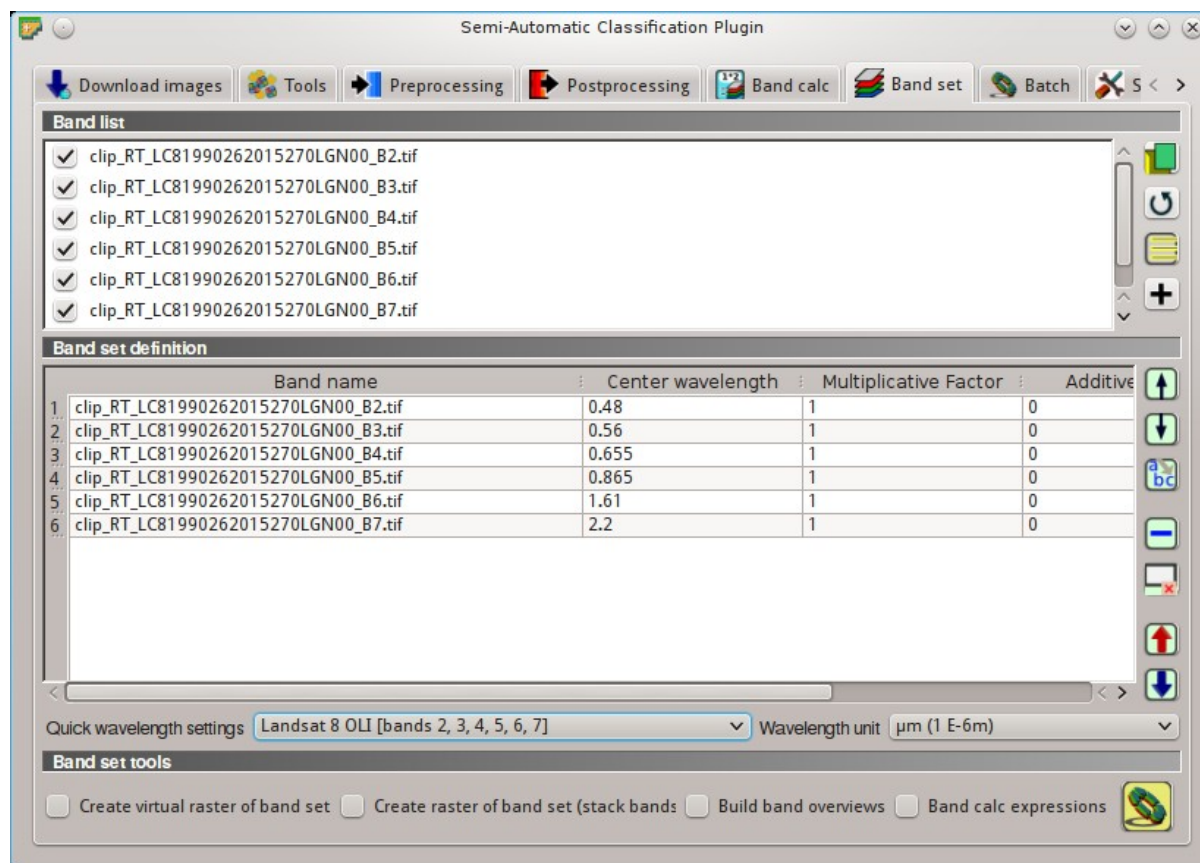 Semi-Automatic Classification Plugin
Download images Tools Preprocessing Postprocessing Band calc Band set Batch S
Band list
clip_RT_LC81990262015270LGN00_B2.tif
clip_RT_LC81990262015270LGN00_B3.tif
clip_RT_LC81990262015270LGN00_B4.tif
clip_RT_LC81990262015270LGN00_B5.tif
clip_RT_LC81990262015270LGN00_B6.tif
clip_RT_LC81990262015270LGN00_B7.tif
Band set definition
Band name Center wavelength Multiplicative Factor Additive
1 clip_RT_LC81990262015270LGN00_B2.tif 0.48 1 0
2 clip_RT_LC81990262015270LGN00_B3.tif 0.56 1 0
3 clip_RT_LC81990262015270LGN00_B4.tif 0.655 1 0
4 clip_RT_LC81990262015270LGN00_B5.tif 0.865 1 0
5 clip_RT_LC81990262015270LGN00_B6.tif 1.61 1 0
6 clip_RT_LC81990262015270LGN00_B7.tif 2.2 1 0
Quick wavelength settings Landsat 8 OLI [bands 2, 3, 4, 5, 6, 7] Wavelength unit µm (1 E-6m)
Band set tools
Create virtual raster of band set Create raster of band set (stack bands Build band overviews Band calc expressions